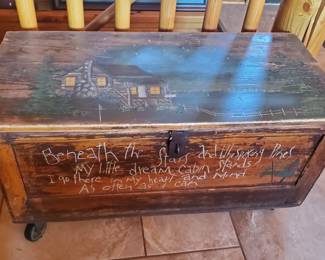 Beneath the stars and Whispering Pines
My little dream Cabin Stands
I go there in my heart and Mind
As often as I can